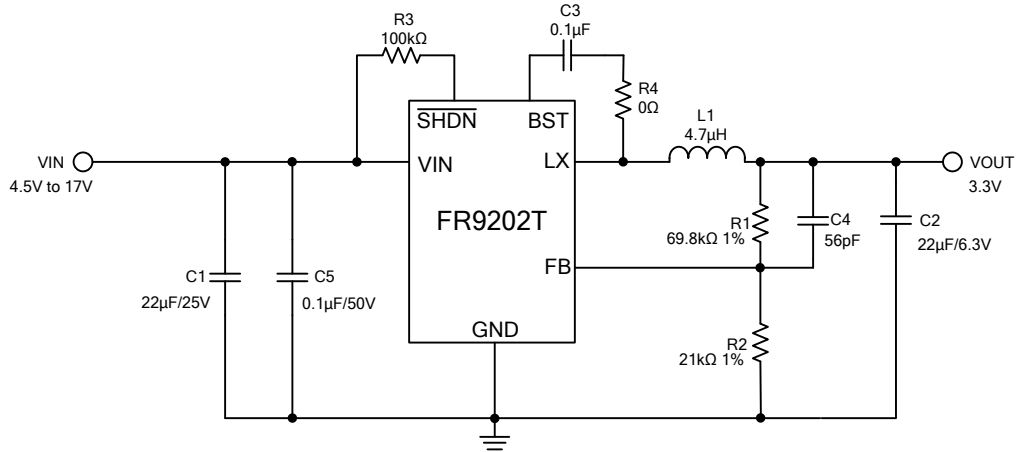 C3
0.1μF
R3
100kΩ
R4
0Ω
SHDN
BST
L1
4.7μH
VIN
4.5V to 17V
VIN
LX
VOUT
3.3V
FR9202T
R1
69.8kΩ 1%
C4
56pF
C2
22μF/6.3V
FB
C1
22μF/25V
C5
0.1μF/50V
GND
R2
21kΩ 1%